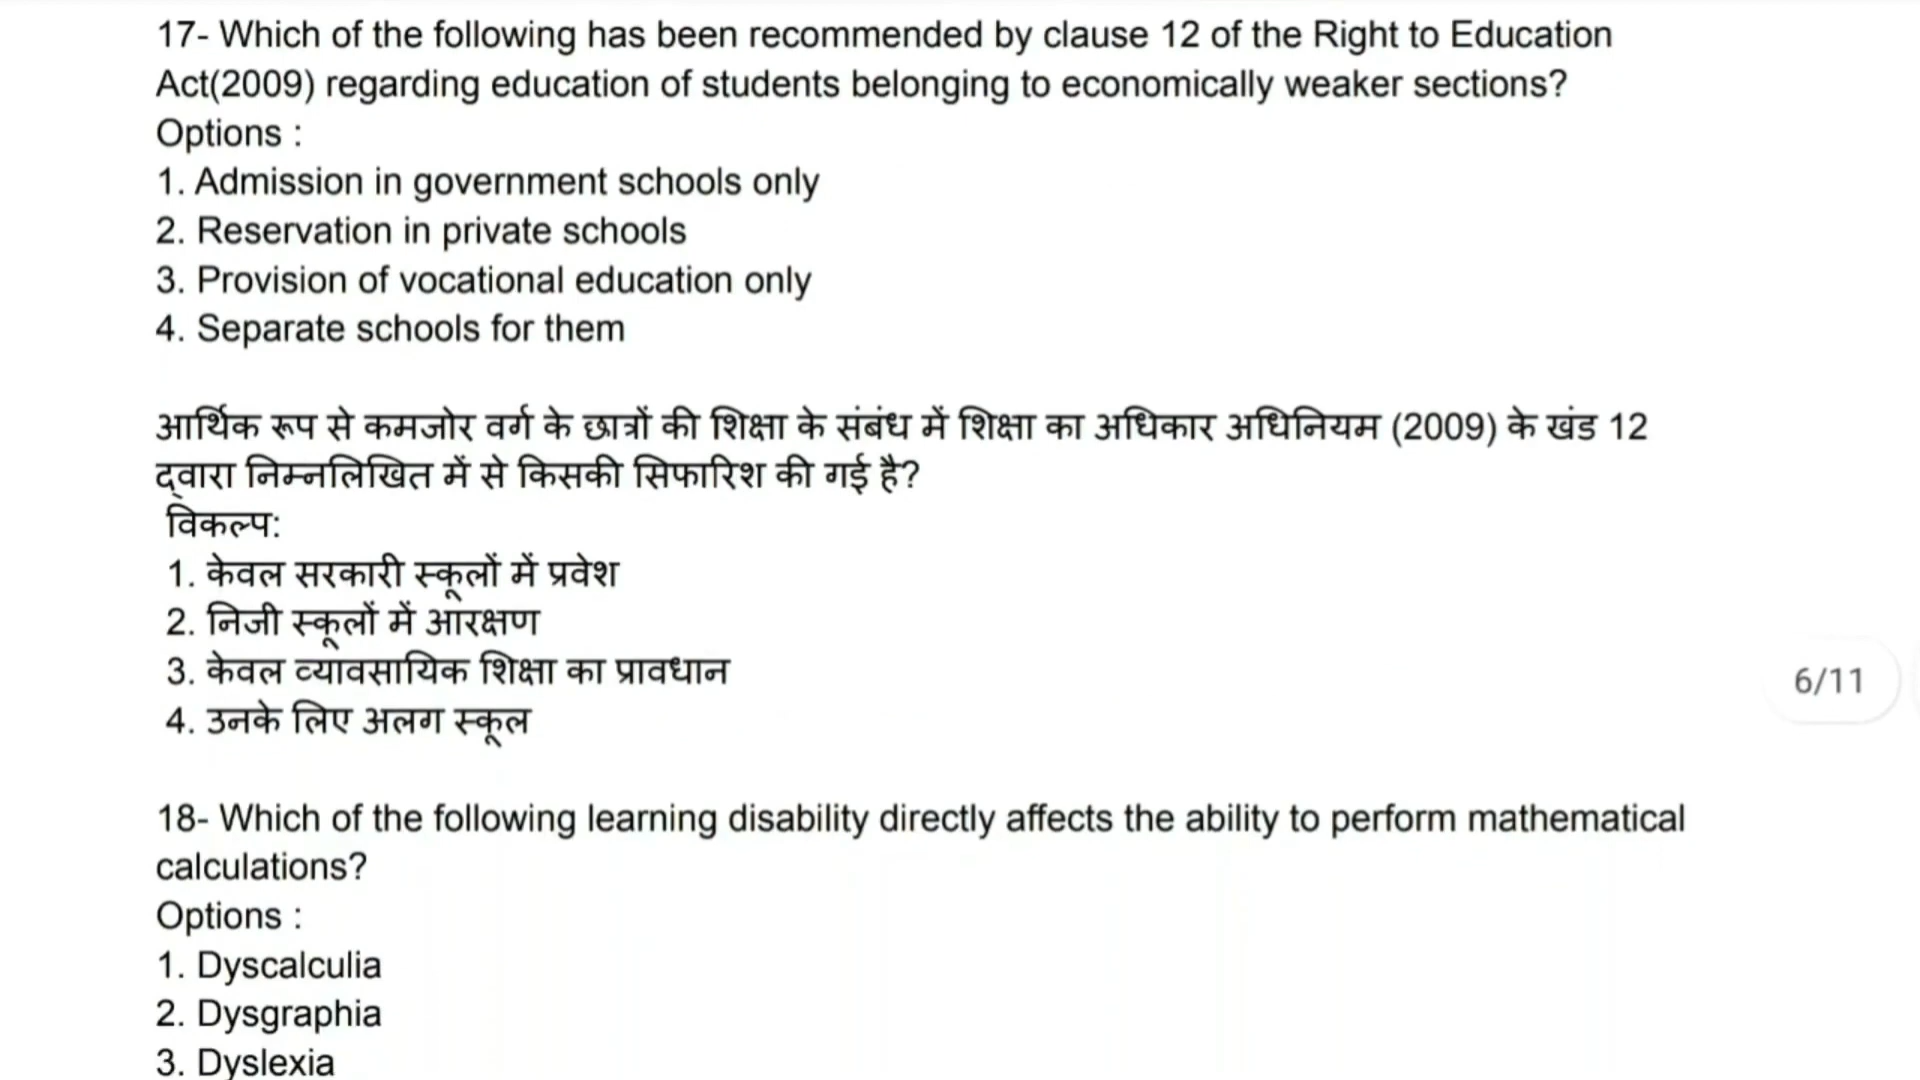 17- Which of the following has been recommended by clause 12 of the Right to Education
Act(2009) regarding education of students belonging to economically weaker sections?
Options :
1. Admission in government schools only
2. Reservation in private schools
3. Provision of vocational education only
4. Separate schools for them
आर्थिक रूप से कमजोर वर्ग के छात्रों की शिक्षा के संबंध में शिक्षा का अधिकार अधिनियम (2009) के खंड 12
द्वारा निम्नलिखित में से किसकी सिफारिश की गई है?
विकल्प:
1. केवल सरकारी स्कूलों में प्रवेश
2. निजी स्कूलों में आरक्षण
3. केवल व्यावसायिक शिक्षा का प्रावधान
6/11
4. उनके लिए अलग स्कूल
18- Which of the following learning disability directly affects the ability to perform mathematical
calculations?
Options :
1. Dyscalculia
2. Dysgraphia
3. Dyslexia